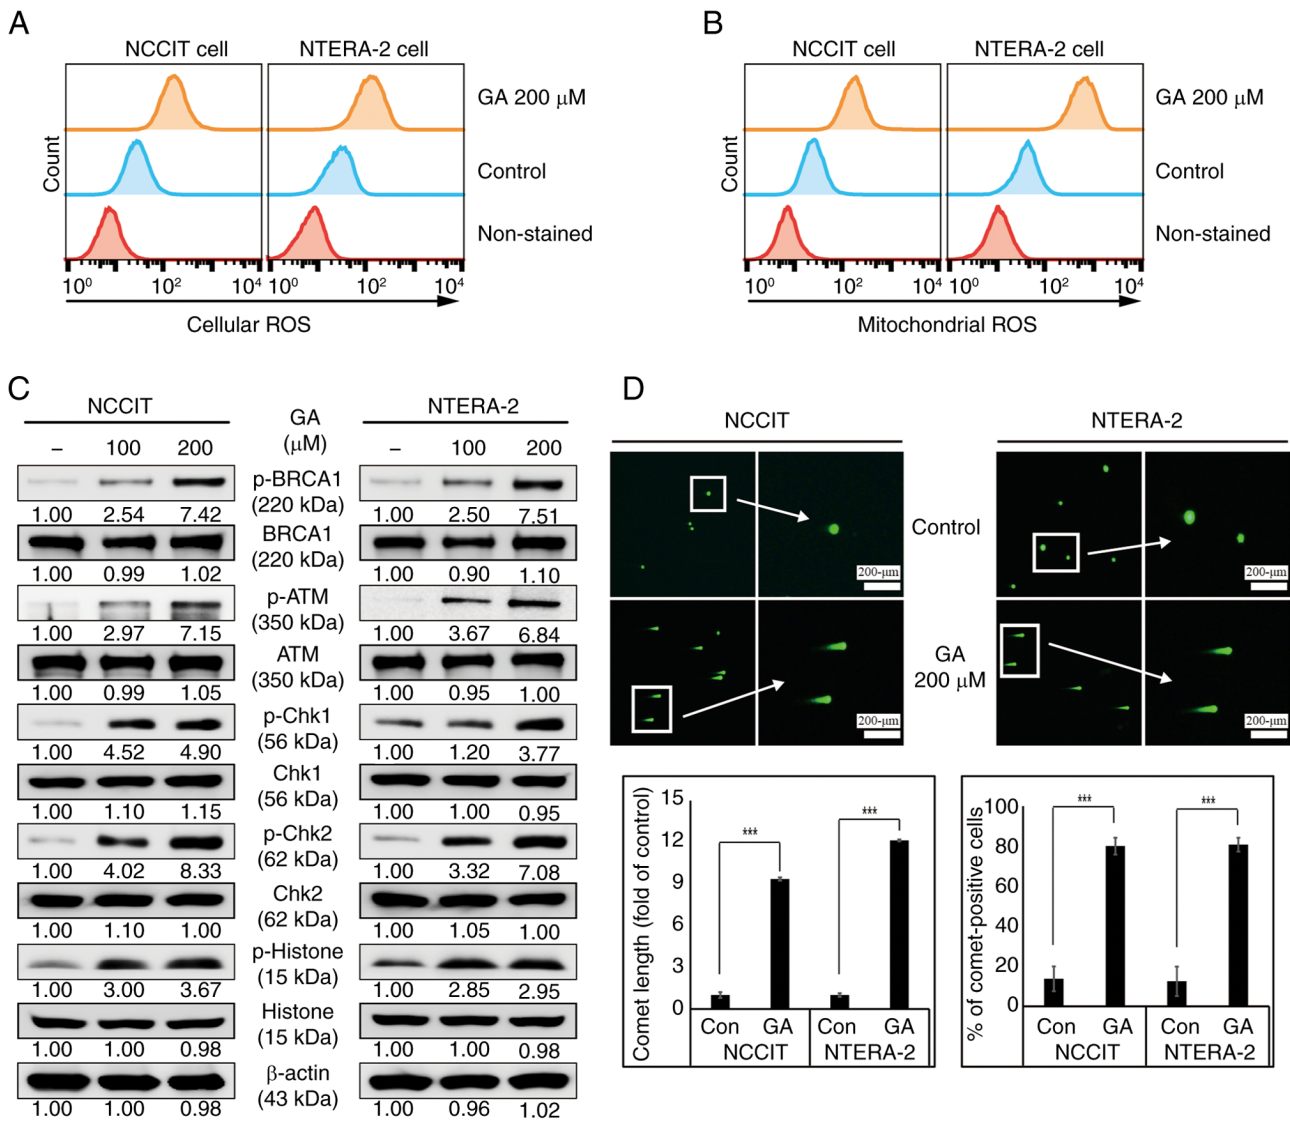 A
NCCIT cell
NTERA-2 cell
GA 200 μM
Control
Non-stained
Count
10⁰ 10² 10⁴
10⁰ 10² 10⁴
Cellular ROS
B
NCCIT cell
NTERA-2 cell
GA 200 μM
Control
Non-stained
Count
10⁰ 10² 10⁴
10⁰ 10² 10⁴
Mitochondrial ROS
C
NCCIT GA NTERA-2
– 100 200 (μM) – 100 200
p-BRCA1
(220 kDa)
1.00 2.54 7.42 1.00 2.50 7.51
BRCA1
(220 kDa)
1.00 0.99 1.02 1.00 0.90 1.10
p-ATM
(350 kDa)
1.00 2.97 7.15 1.00 3.67 6.84
ATM
(350 kDa)
1.00 0.99 1.05 1.00 0.95 1.00
p-Chk1
(56 kDa)
1.00 4.52 4.90 1.00 1.20 3.77
Chk1
(56 kDa)
1.00 1.10 1.15 1.00 1.00 0.95
p-Chk2
(62 kDa)
1.00 4.02 8.33 1.00 3.32 7.08
Chk2
(62 kDa)
1.00 1.10 1.00 1.00 1.05 1.00
p-Histone
(15 kDa)
1.00 3.00 3.67 1.00 2.85 2.95
Histone
(15 kDa)
1.00 1.00 0.98 1.00 1.00 0.98
β-actin
(43 kDa)
1.00 1.00 0.98 1.00 0.96 1.02
D
NCCIT
NTERA-2
Control
200-μm
200-μm
GA
200 μM
200-μm
200-μm
Comet length (fold of control)
15
12
9
6
3
0
***
***
Con GA Con GA
NCCIT NTERA-2
% of comet-positive cells
100
80
60
40
20
0
***
***
Con GA Con GA
NCCIT NTERA-2